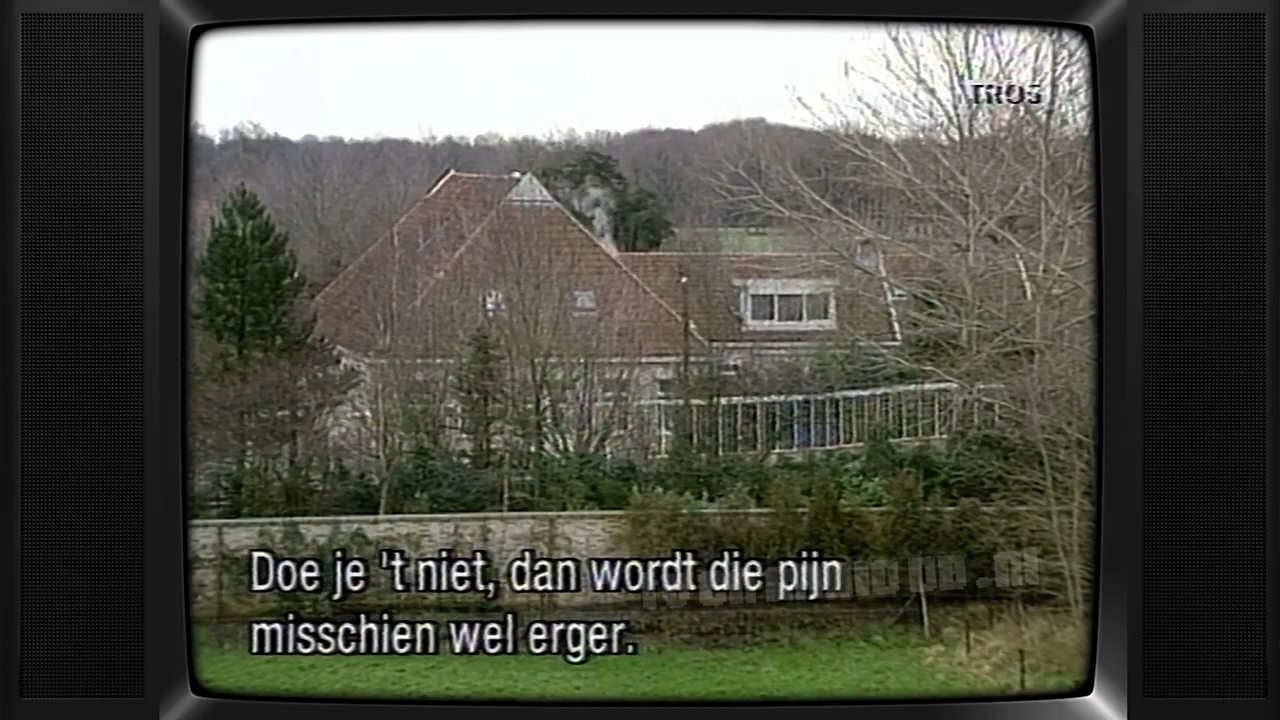 TROS
Doe je 't niet, dan wordt die pijn
misschien wel erger.